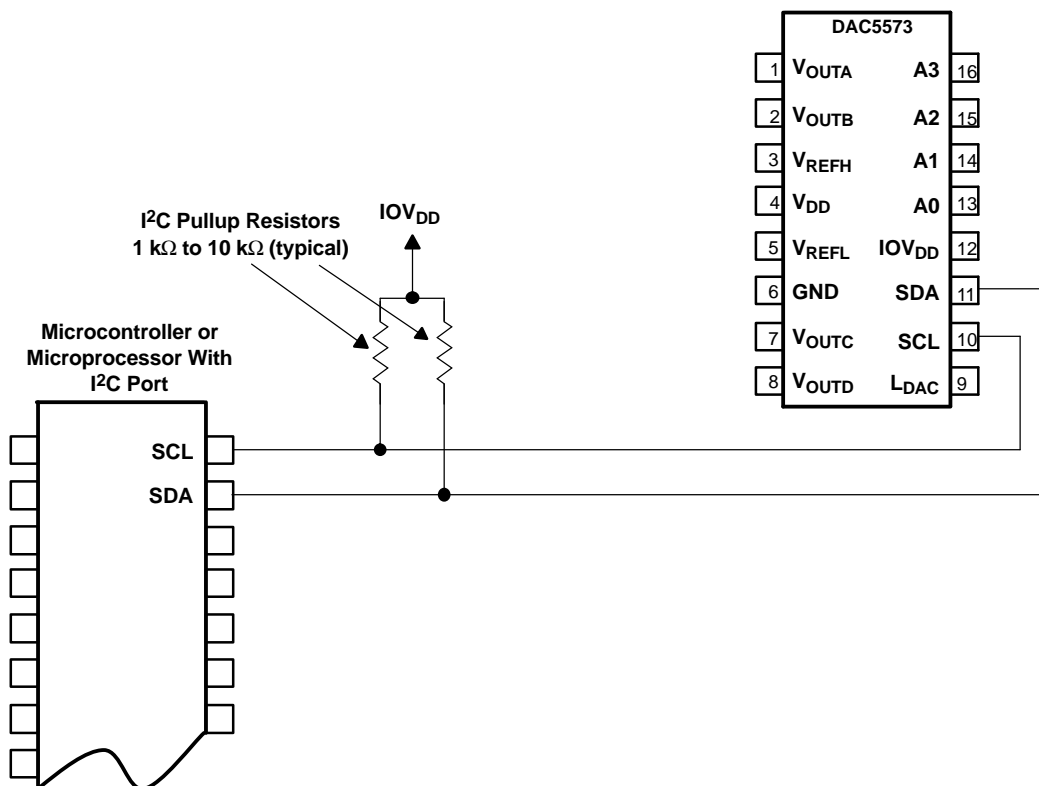 DAC5573
1 VOUTA A3 16
2 VOUTB A2 15
3 VREFH A1 14
4 VDD A0 13
5 VREFL IOVDD 12
6 GND SDA 11
7 VOUTC SCL 10
8 VOUTD LDAC 9
I2C Pullup Resistors
1 kΩ to 10 kΩ (typical)
IOVDD
Microcontroller or
Microprocessor With
I2C Port
SCL
SDA